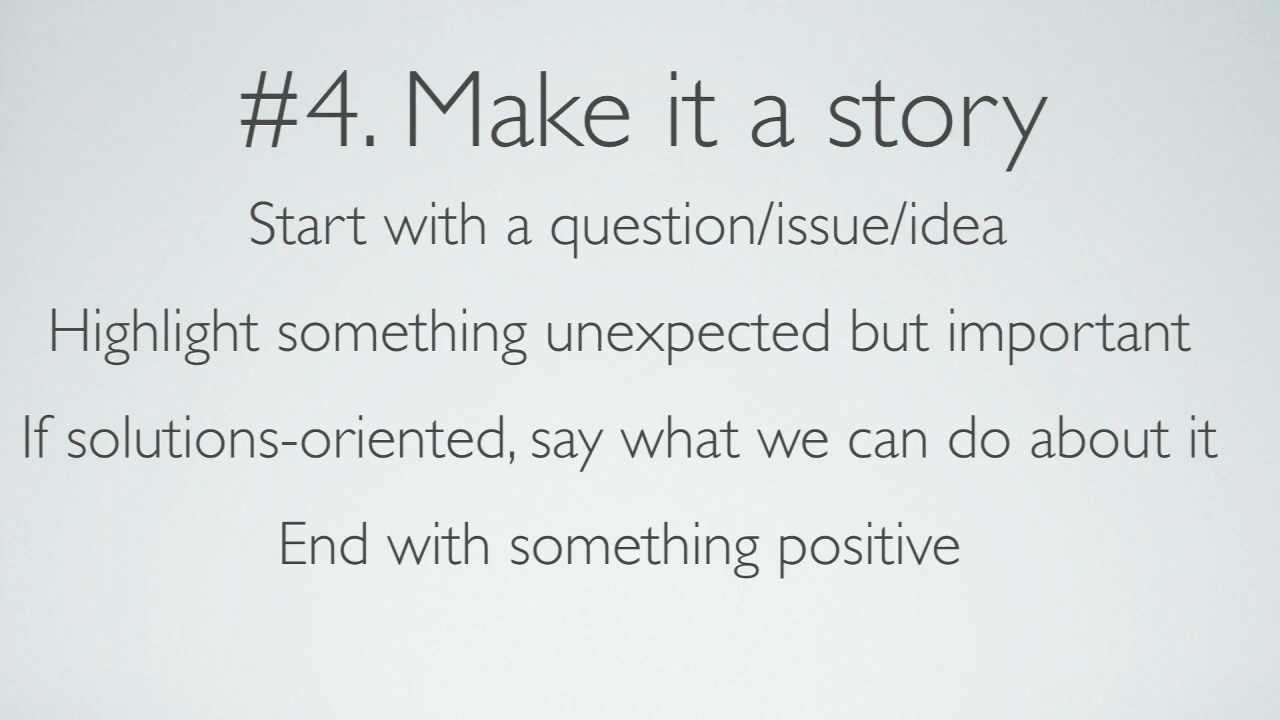 #4. Make it a story
Start with a question/issue/idea
Highlight something unexpected but important
If solutions-oriented, say what we can do about it
End with something positive